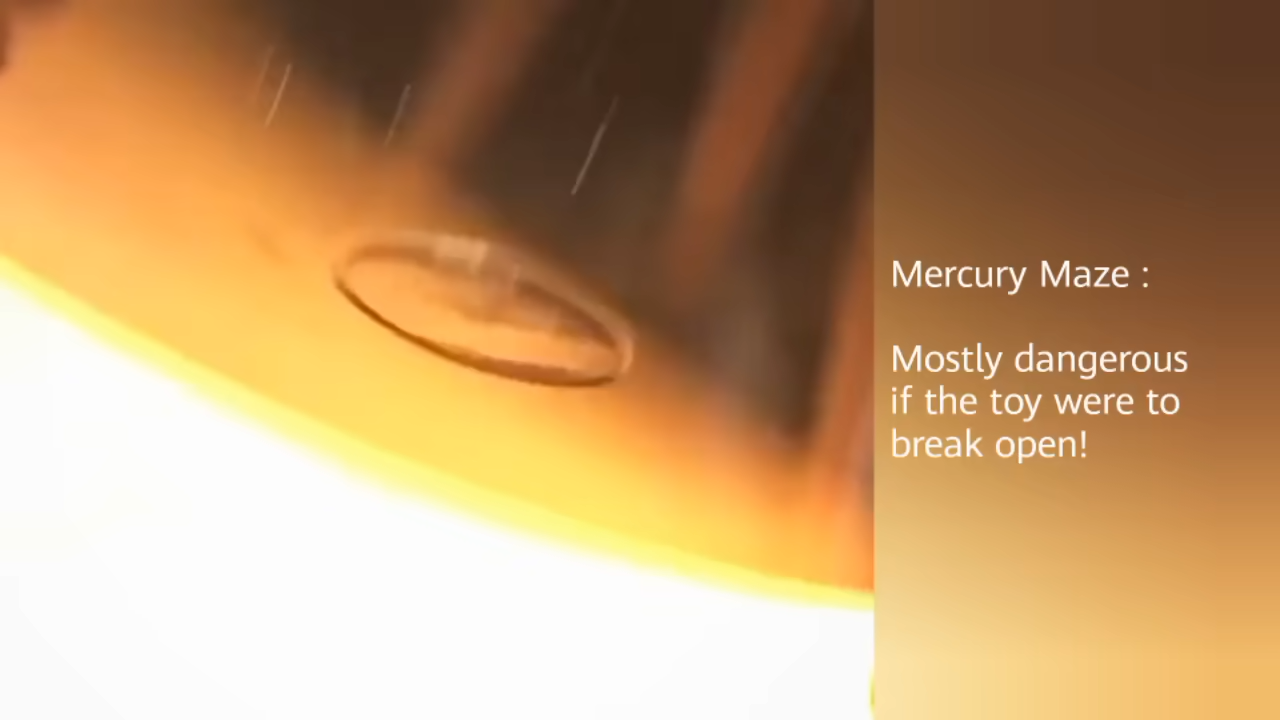 Mercury Maze :
Mostly dangerous
if the toy were to
break open!